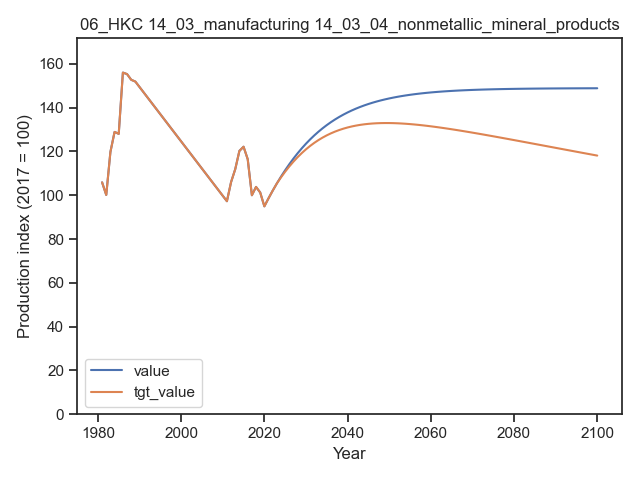 06_HKC 14_03_manufacturing 14_03_04_nonmetallic_mineral_products
Production index (2017 = 100)
160
140
120
100
80
60
40
20
0
value
tgt_value
1980 2000 2020 2040 2060 2080 2100
Year